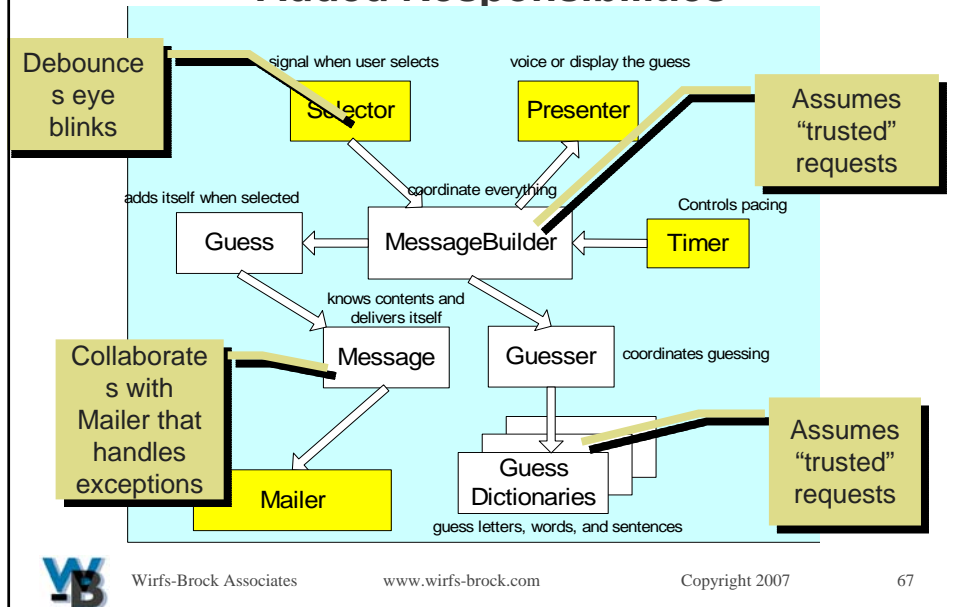 Added Responsibilities
Debounce
s eye
blinks
signal when user selects
Selector
voice or display the guess
Presenter
Assumes
“trusted”
requests
adds itself when selected
Guess
coordinate everything
MessageBuilder
Controls pacing
Timer
knows contents and
delivers itself
Message
Guesser
coordinates guessing
Collaborate
s with
Mailer that
handles
exceptions
Mailer
Guess
Dictionaries
guess letters, words, and sentences
Assumes
“trusted”
requests
WB
Wirfs-Brock Associates www.wirfs-brock.com Copyright 2007 67